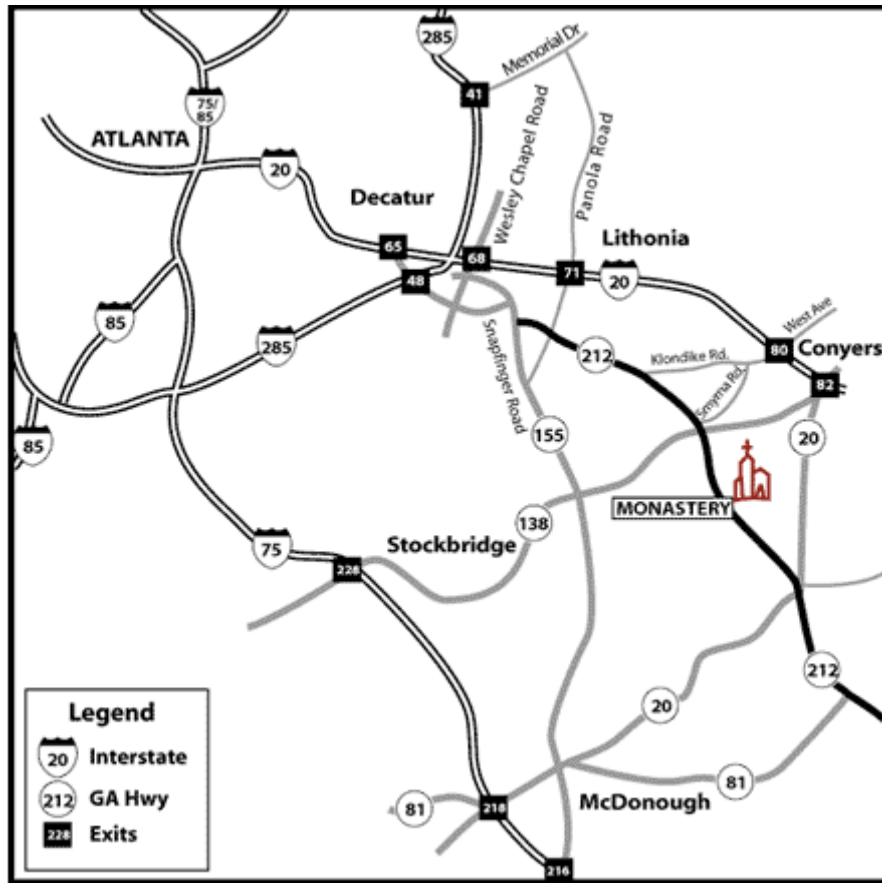 285
Memorial Dr
41
75/
85
ATLANTA
20
Wesley Chapel Road
Panola Road
Decatur
65
68
48
71
Lithonia
20
85
285
212
West Ave
Klondike Rd.
80
Conyers
Smyrna Rd.
82
Snapfinger Road
85
155
20
MONASTERY
138
75
Stockbridge
228
212
20
Legend
20 Interstate
212 GA Hwy
228 Exits
81
218
McDonough
81
216